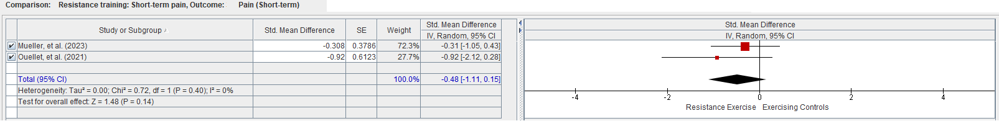 Comparison: Resistance training: Short-term pain, Outcome: Pain (Short-term)
Study or Subgroup Std. Mean Difference SE Weight Std. Mean Difference Std. Mean Difference
IV, Random, 95% CI IV, Random, 95% CI
Mueller, et al. (2023) -0.308 0.3786 72.3% -0.31 [-1.05, 0.43]
Ouellet, et al. (2021) -0.92 0.6123 27.7% -0.92 [-2.12, 0.28]
Total (95% CI) 100.0% -0.48 [-1.11, 0.15]
Heterogeneity: Tau² = 0.00; Chi² = 0.72, df = 1 (P = 0.40); I² = 0%
Test for overall effect: Z = 1.48 (P = 0.14)
-4 -2 0 2 4
Resistance Exercise Exercising Controls